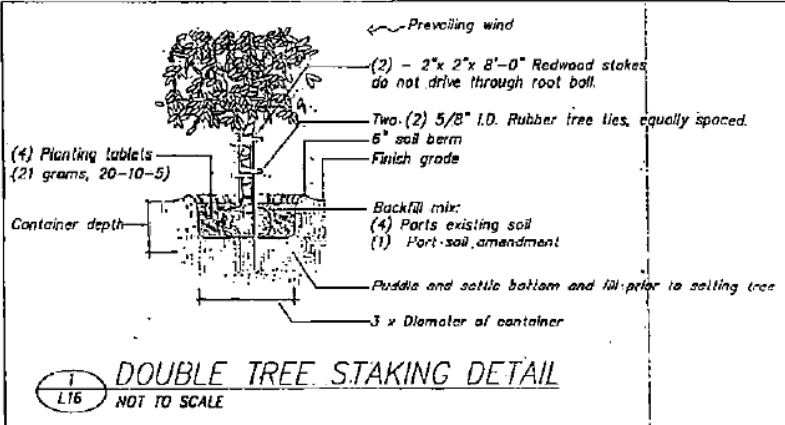 Prevailing wind
(2) - 2"x 2"x 8'-0" Redwood stakes
do not drive through root ball.
Two (2) 5/8" I.D. Rubber tree ties, equally spaced.
6" soil berm
Finish grade
(4) Planting tablets
(21 grams, 20-10-5)
Container depth
Backfill mix:
(4) Parts existing soil
(1) Part soil amendment
Puddle and settle bottom and fill prior to setting tree
3 x Diameter of container
1
L16
DOUBLE TREE STAKING DETAIL
NOT TO SCALE